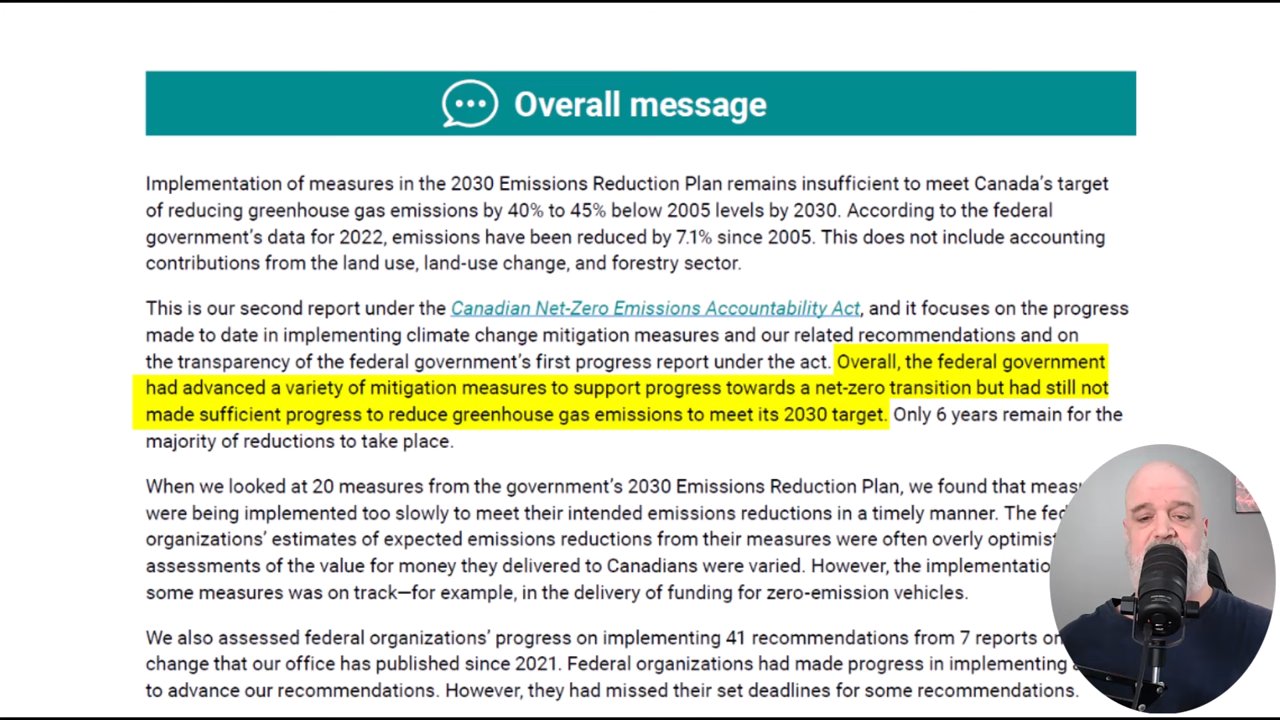 Overall message
Implementation of measures in the 2030 Emissions Reduction Plan remains insufficient to meet Canada’s target
of reducing greenhouse gas emissions by 40% to 45% below 2005 levels by 2030. According to the federal
government’s data for 2022, emissions have been reduced by 7.1% since 2005. This does not include accounting
contributions from the land use, land-use change, and forestry sector.
This is our second report under the Canadian Net-Zero Emissions Accountability Act, and it focuses on the progress
made to date in implementing climate change mitigation measures and our related recommendations and on
the transparency of the federal government’s first progress report under the act. Overall, the federal government
had advanced a variety of mitigation measures to support progress towards a net-zero transition but had still not
made sufficient progress to reduce greenhouse gas emissions to meet its 2030 target. Only 6 years remain for the
majority of reductions to take place.
When we looked at 20 measures from the government’s 2030 Emissions Reduction Plan, we found that
were being implemented too slowly to meet their intended emissions reductions in a timely manner. The
organizations’ estimates of expected emissions reductions from their measures were often overly
assessments of the value for money they delivered to Canadians were varied. However, the
some measures was on track—for example, in the delivery of funding for zero-emission vehicles.
We also assessed federal organizations’ progress on implementing 41 recommendations from 7 reports
change that our office has published since 2021. Federal organizations had made progress in implementing
to advance our recommendations. However, they had missed their set deadlines for some recommendations.